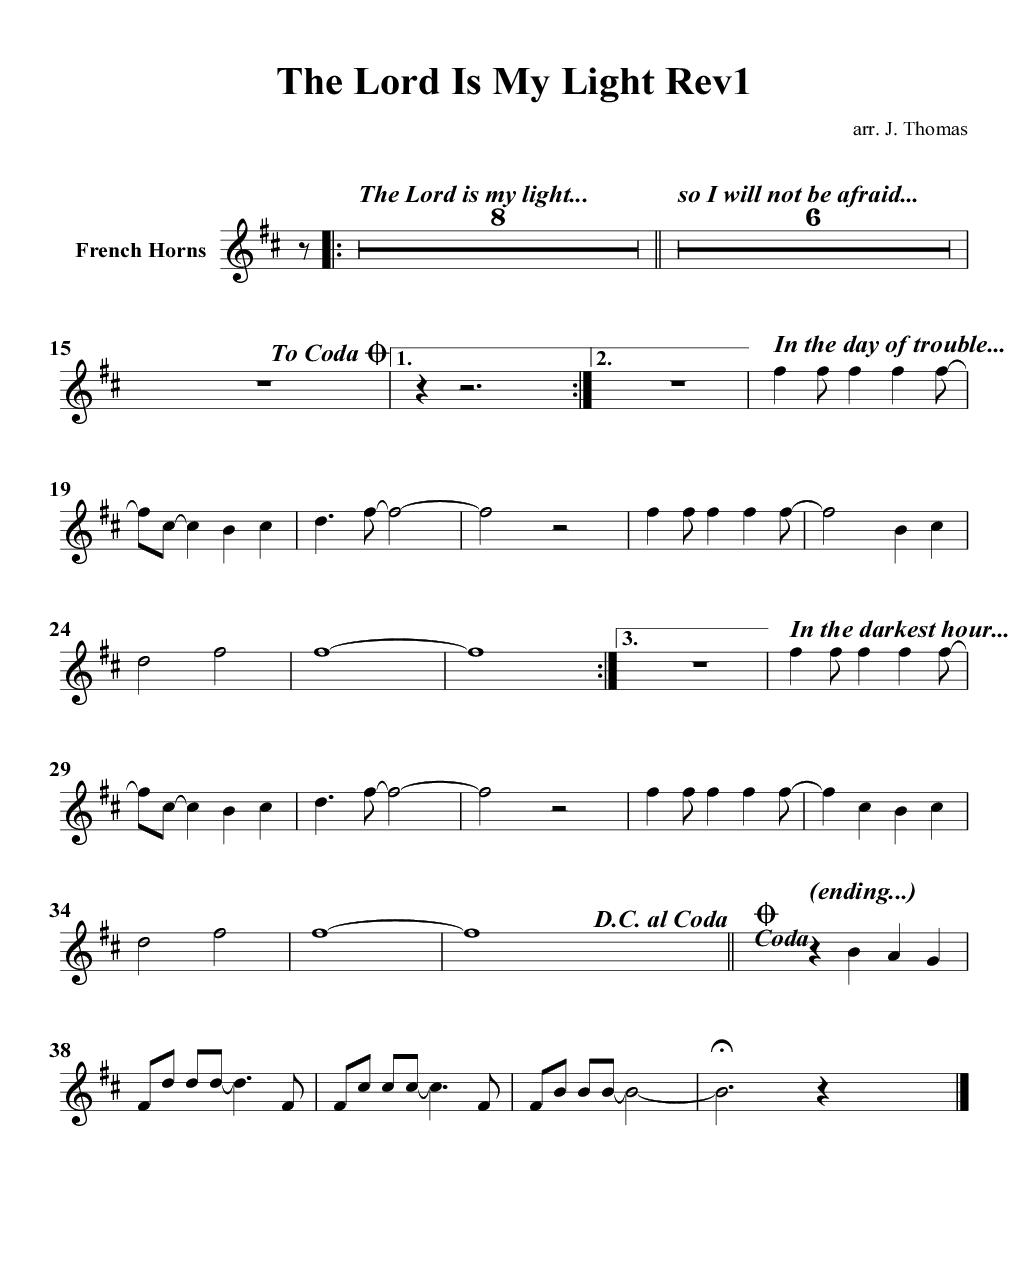 The Lord Is My Light Rev1
arr. J. Thomas
The Lord is my light... so I will not be afraid...
8 6
French Horns
15 To Coda 1. 2. In the day of trouble...
19
24 3. In the darkest hour...
29
(ending...)
34 D.C. al Coda
Coda
38